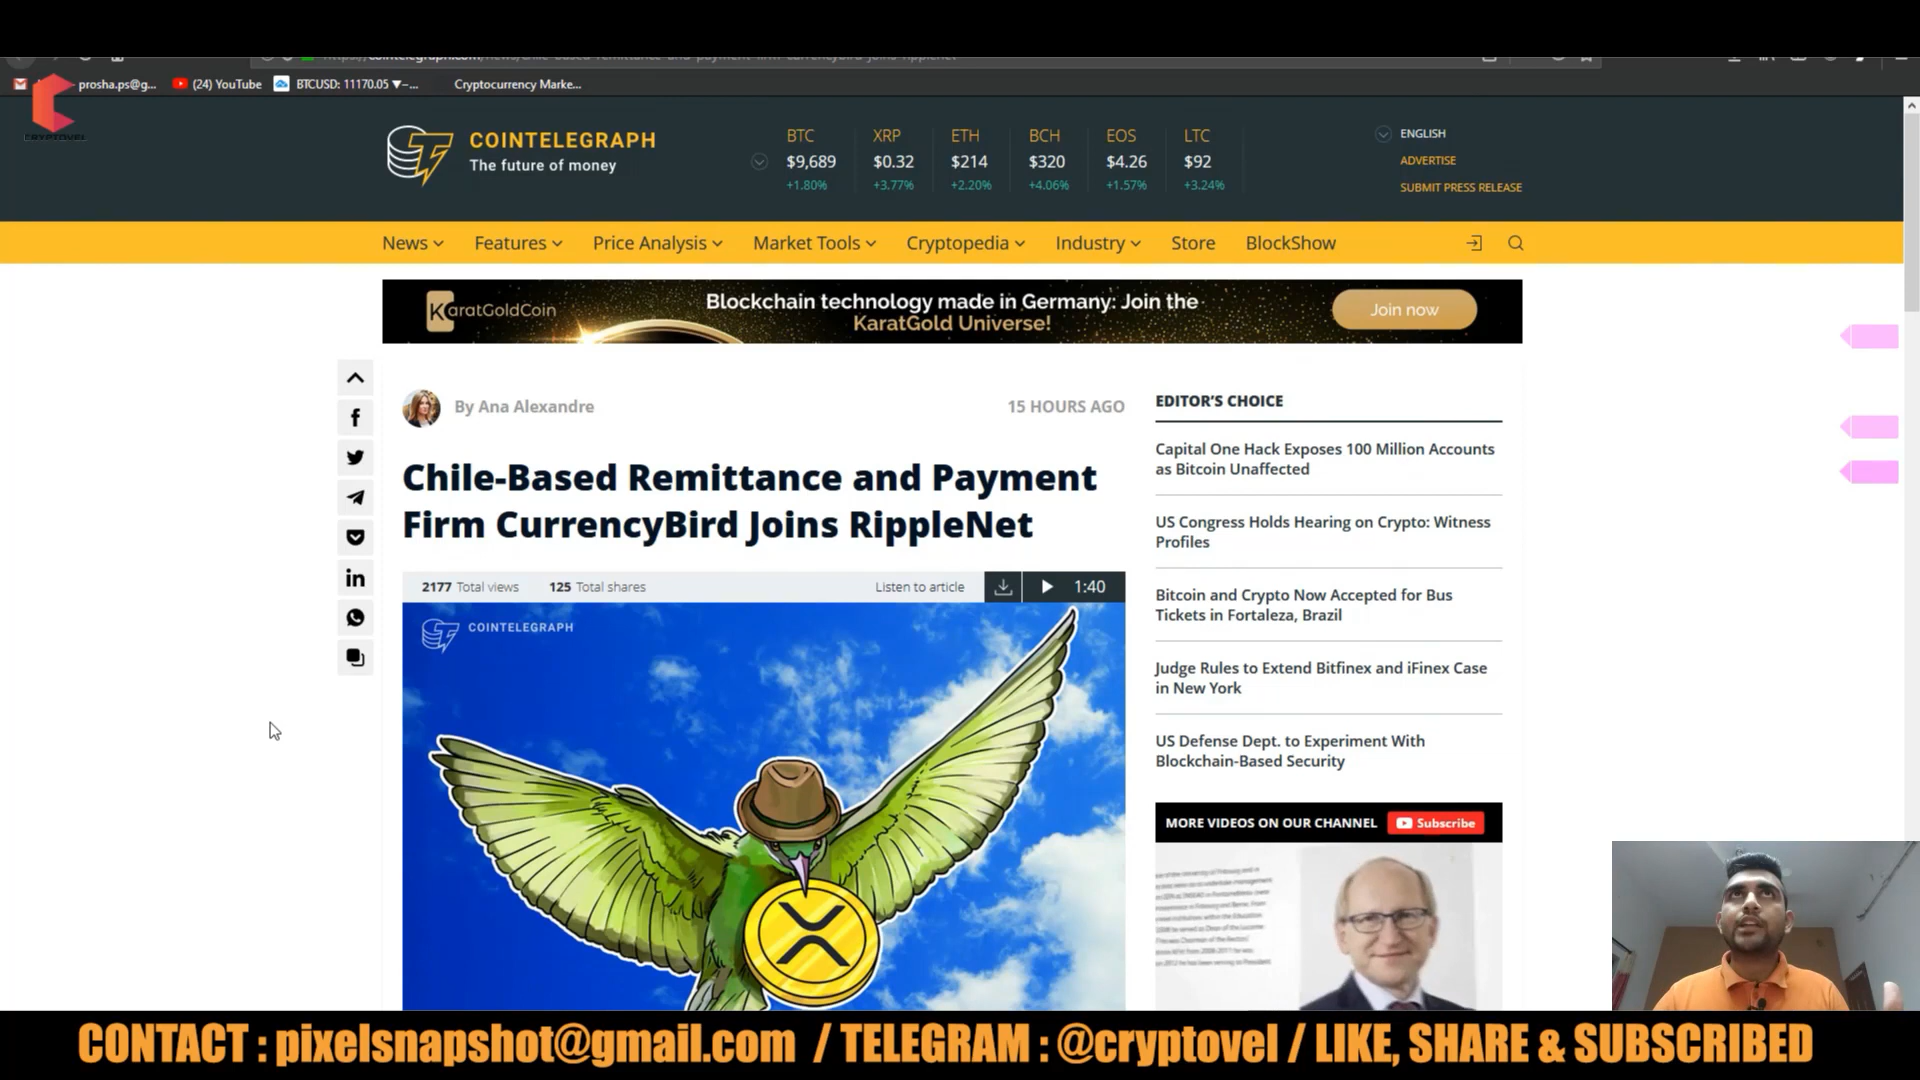 prosha.ps@g...
(24) YouTube
BTCUSD: 11170.05 ▼−...
Cryptocurrency Marke...
CRYPTOVEL
COINTELEGRAPH
The future of money
BTC
$9,689
+1.80%
XRP
$0.32
+3.77%
ETH
$214
+2.20%
BCH
$320
+4.06%
EOS
$4.26
+1.57%
LTC
$92
+3.24%
ENGLISH
ADVERTISE
SUBMIT PRESS RELEASE
News
Features
Price Analysis
Market Tools
Cryptopedia
Industry
Store
BlockShow
KaratGoldCoin
Blockchain technology made in Germany: Join the
KaratGold Universe!
Join now
By Ana Alexandre
15 HOURS AGO
Chile-Based Remittance and Payment
Firm CurrencyBird Joins RippleNet
2177 Total views
125 Total shares
Listen to article
1:40
COINTELEGRAPH
EDITOR'S CHOICE
Capital One Hack Exposes 100 Million Accounts
as Bitcoin Unaffected
US Congress Holds Hearing on Crypto: Witness
Profiles
Bitcoin and Crypto Now Accepted for Bus
Tickets in Fortaleza, Brazil
Judge Rules to Extend Bitfinex and iFinex Case
in New York
US Defense Dept. to Experiment With
Blockchain-Based Security
MORE VIDEOS ON OUR CHANNEL
Subscribe
CONTACT : pixelsnapshot@gmail.com / TELEGRAM : @cryptovel / LIKE, SHARE & SUBSCRIBED